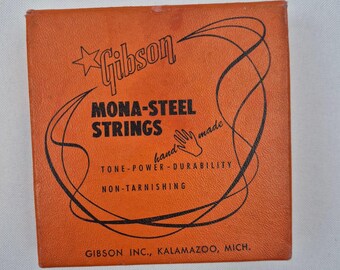 Gibson
MONA-STEEL
STRINGS
hand made
TONE-POWER-DURABILITY
NON-TARNISHING
GIBSON INC., KALAMAZOO, MICH.